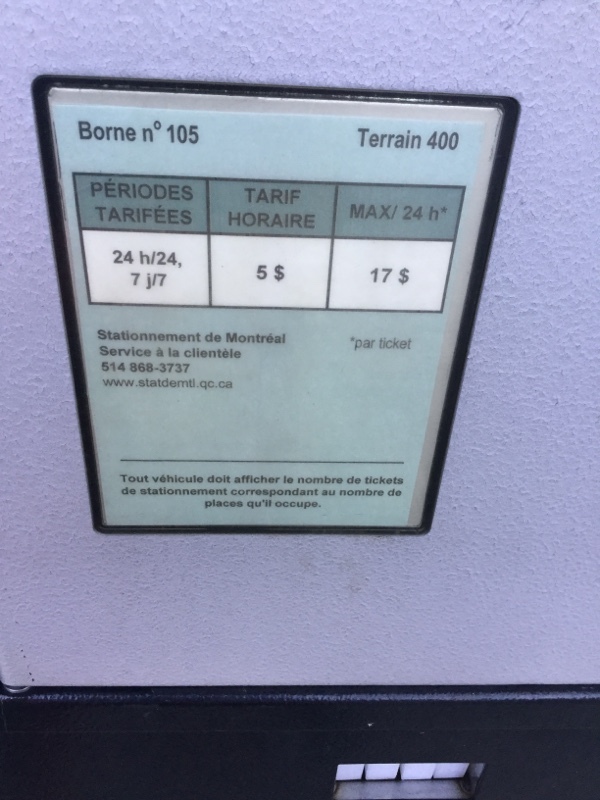 Borne nº 105 Terrain 400
PÉRIODES TARIFÉES TARIF HORAIRE MAX/ 24 h*
24 h/24, 7 j/7 5 $ 17 $
Stationnement de Montréal *par ticket
Service à la clientèle
514 868-3737
www.statdemtl.qc.ca
Tout véhicule doit afficher le nombre de tickets
de stationnement correspondant au nombre de
places qu'il occupe.